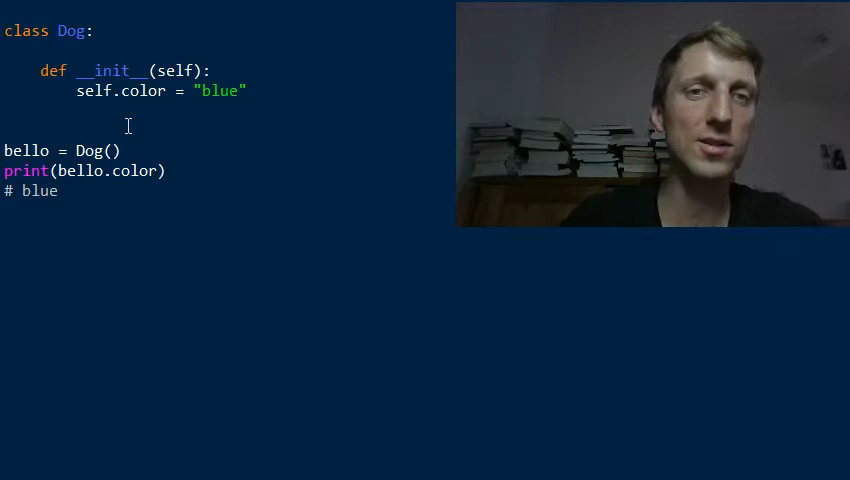 class Dog:
def __init__(self):
self.color = "blue"
bello = Dog()
print(bello.color)
# blue